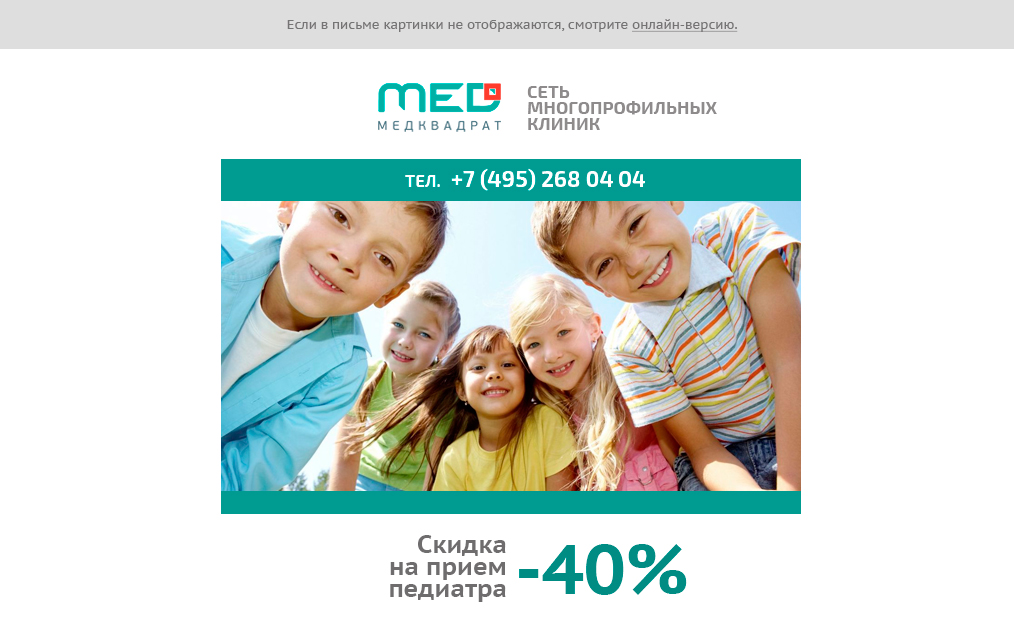 Если в письме картинки не отображаются, смотрите онлайн-версию.
МЕД
МЕДКВАДРАТ
СЕТЬ
МНОГОПРОФИЛЬНЫХ
КЛИНИК
ТЕЛ. +7 (495) 268 04 04
Скидка
на прием
педиатра
-40%